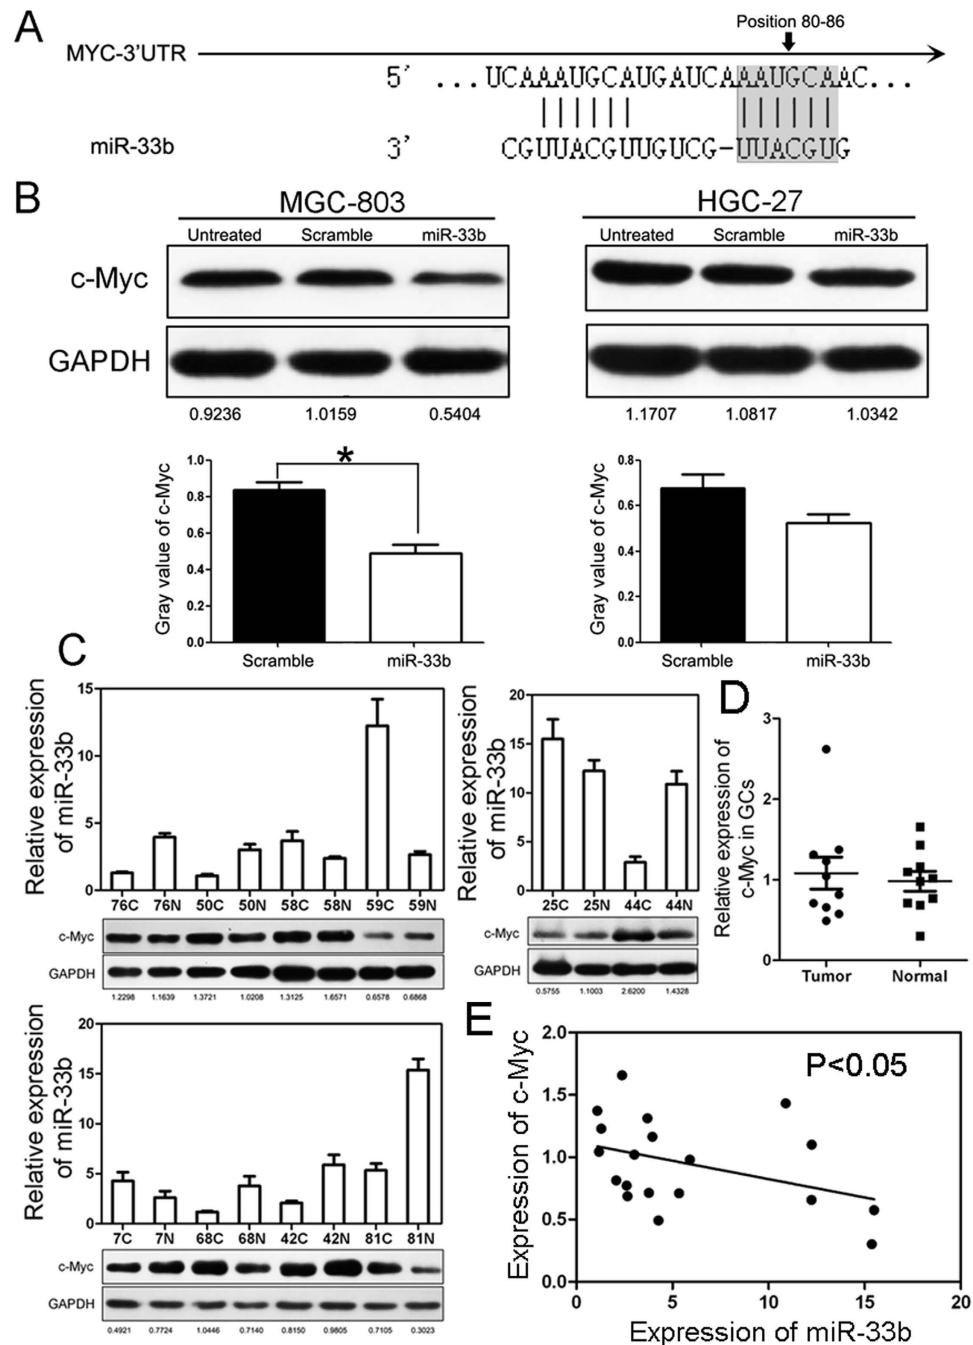 A
Position 80-86
MYC-3'UTR
5' ...UCAAAUGCAUGAUCAAAUGCAAC...
miR-33b 3' CGUUACGUUGUCG-UUACGUG
B
MGC-803
HGC-27
Untreated Scramble miR-33b
Untreated Scramble miR-33b
c-Myc
GAPDH
0.9236 1.0159 0.5404
1.1707 1.0817 1.0342
Gray value of c-Myc
1.0
0.8
0.6
0.4
0.2
0.0
*
Scramble miR-33b
Gray value of c-Myc
0.8
0.6
0.4
0.2
0.0
Scramble miR-33b
C
Relative expression
of miR-33b
15
10
5
0
76C 76N 50C 50N 58C 58N 59C 59N
c-Myc
GAPDH
1.2298 1.1639 1.3721 1.0208 1.3125 1.6571 0.6578 0.6868
Relative expression
of miR-33b
20
15
10
5
0
25C 25N 44C 44N
c-Myc
GAPDH
0.5755 1.1003 2.6200 1.4328
D
Relative expression of
c-Myc in GCs
3
2
1
0
Tumor Normal
Relative expression
of miR-33b
20
15
10
5
0
7C 7N 68C 68N 42C 42N 81C 81N
c-Myc
GAPDH
0.4921 0.7724 1.0446 0.7140 0.8150 0.9805 0.7105 0.3023
E
Expression of c-Myc
2.0
1.5
1.0
0.5
0.0
P<0.05
0 5 10 15 20
Expression of miR-33b